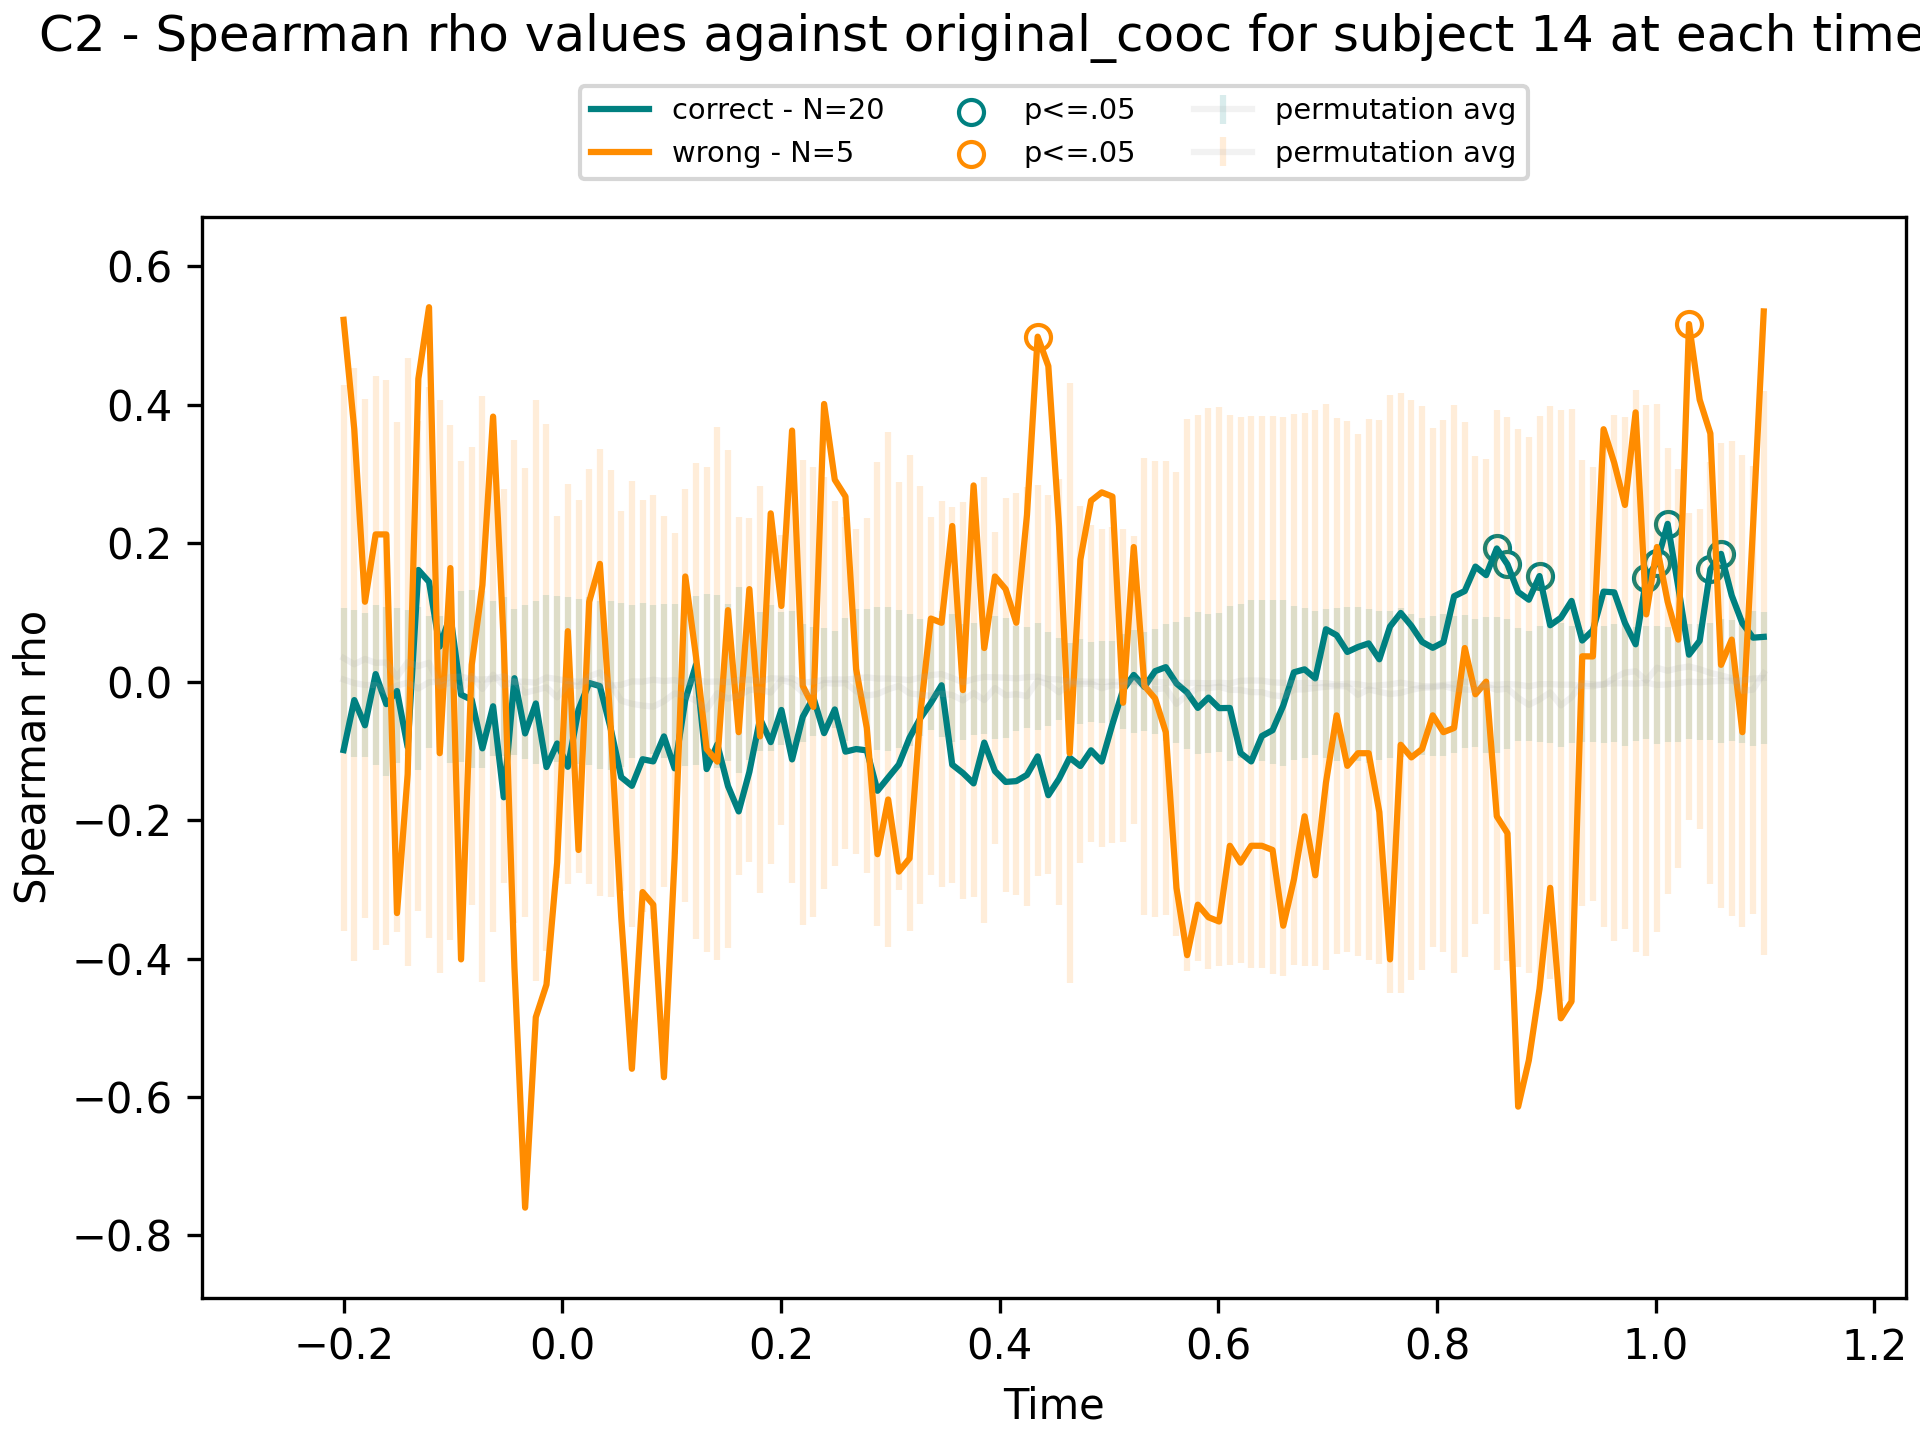 C2 - Spearman rho values against original_cooc for subject 14 at each time
correct - N=20
wrong - N=5
p<=.05
p<=.05
permutation avg
permutation avg
Spearman rho
0.6
0.4
0.2
0.0
−0.2
−0.4
−0.6
−0.8
−0.2 0.0 0.2 0.4 0.6 0.8 1.0 1.2
Time